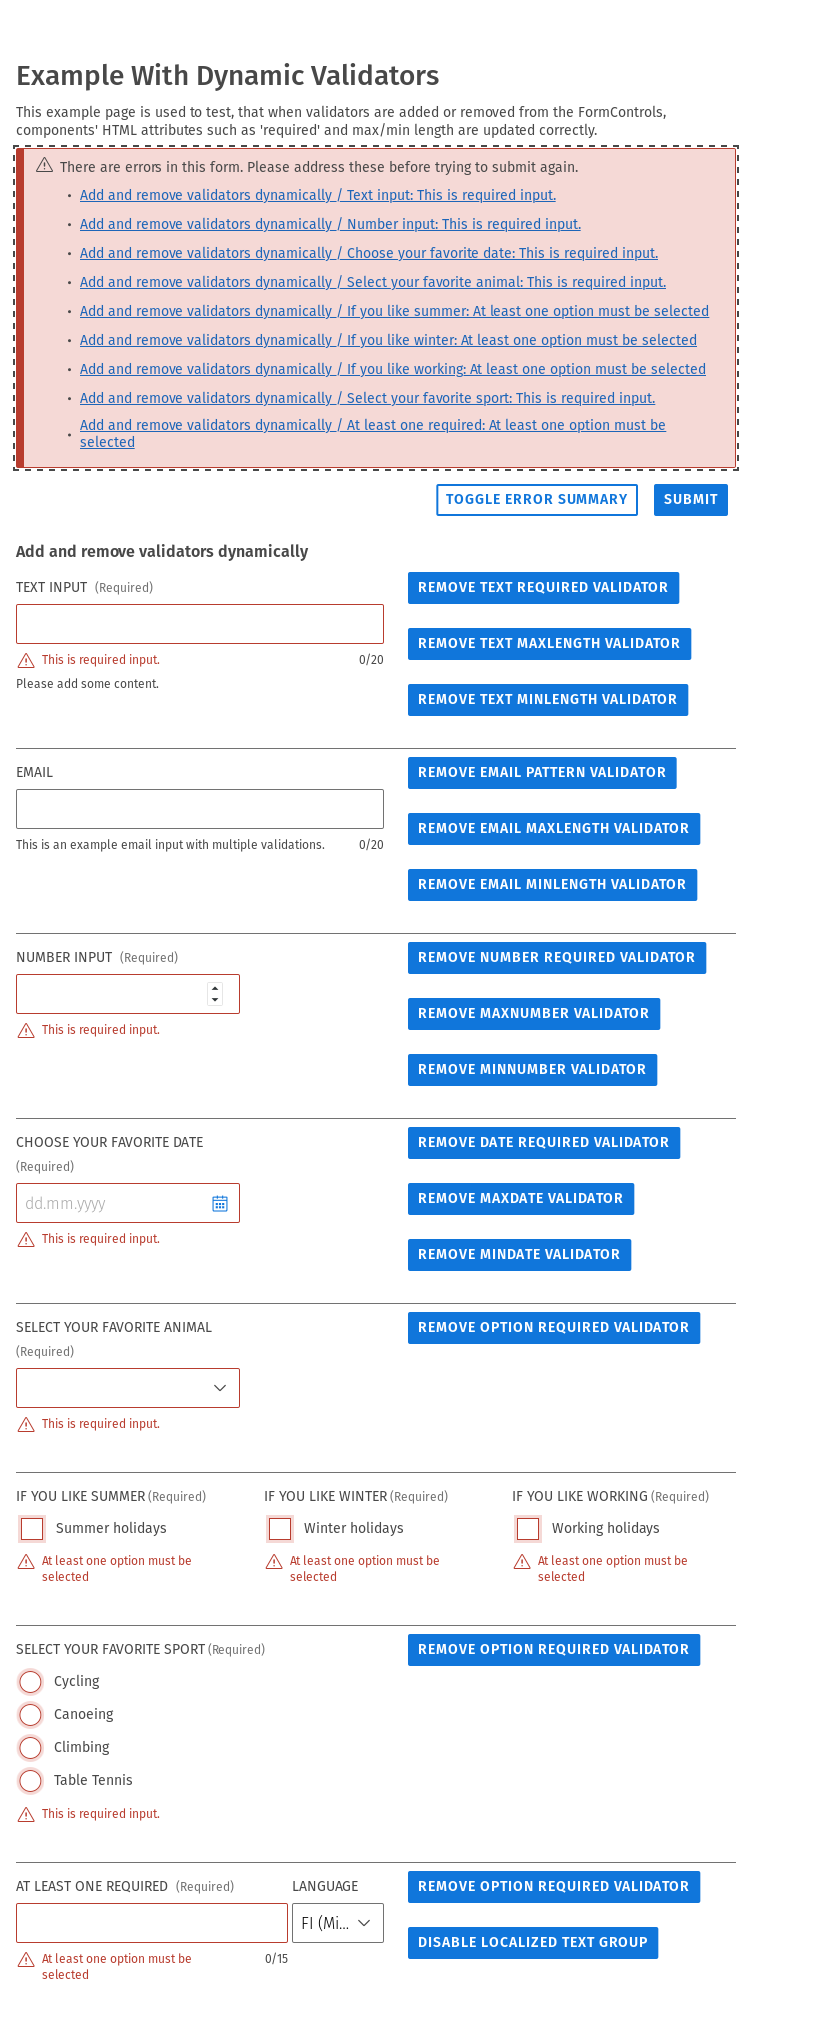 Example With Dynamic Validators
This example page is used to test, that when validators are added or removed from the FormControls,
components' HTML attributes such as 'required' and max/min length are updated correctly.
There are errors in this form. Please address these before trying to submit again.
• Add and remove validators dynamically / Text input: This is required input.
• Add and remove validators dynamically / Number input: This is required input.
• Add and remove validators dynamically / Choose your favorite date: This is required input.
• Add and remove validators dynamically / Select your favorite animal: This is required input.
• Add and remove validators dynamically / If you like summer: At least one option must be selected
• Add and remove validators dynamically / If you like winter: At least one option must be selected
• Add and remove validators dynamically / If you like working: At least one option must be selected
• Add and remove validators dynamically / Select your favorite sport: This is required input.
• Add and remove validators dynamically / At least one required: At least one option must be
selected
TOGGLE ERROR SUMMARY SUBMIT
Add and remove validators dynamically
TEXT INPUT (Required)
This is required input. 0/20
Please add some content.
REMOVE TEXT REQUIRED VALIDATOR
REMOVE TEXT MAXLENGTH VALIDATOR
REMOVE TEXT MINLENGTH VALIDATOR
EMAIL
This is an example email input with multiple validations. 0/20
REMOVE EMAIL PATTERN VALIDATOR
REMOVE EMAIL MAXLENGTH VALIDATOR
REMOVE EMAIL MINLENGTH VALIDATOR
NUMBER INPUT (Required)
This is required input.
REMOVE NUMBER REQUIRED VALIDATOR
REMOVE MAXNUMBER VALIDATOR
REMOVE MINNUMBER VALIDATOR
CHOOSE YOUR FAVORITE DATE
(Required)
dd.mm.yyyy
This is required input.
REMOVE DATE REQUIRED VALIDATOR
REMOVE MAXDATE VALIDATOR
REMOVE MINDATE VALIDATOR
SELECT YOUR FAVORITE ANIMAL
(Required)
This is required input.
REMOVE OPTION REQUIRED VALIDATOR
IF YOU LIKE SUMMER (Required)
Summer holidays
At least one option must be
selected
IF YOU LIKE WINTER (Required)
Winter holidays
At least one option must be
selected
IF YOU LIKE WORKING (Required)
Working holidays
At least one option must be
selected
SELECT YOUR FAVORITE SPORT (Required)
Cycling
Canoeing
Climbing
Table Tennis
This is required input.
REMOVE OPTION REQUIRED VALIDATOR
AT LEAST ONE REQUIRED (Required)
At least one option must be
selected
0/15
LANGUAGE
FI (Mi...
REMOVE OPTION REQUIRED VALIDATOR
DISABLE LOCALIZED TEXT GROUP